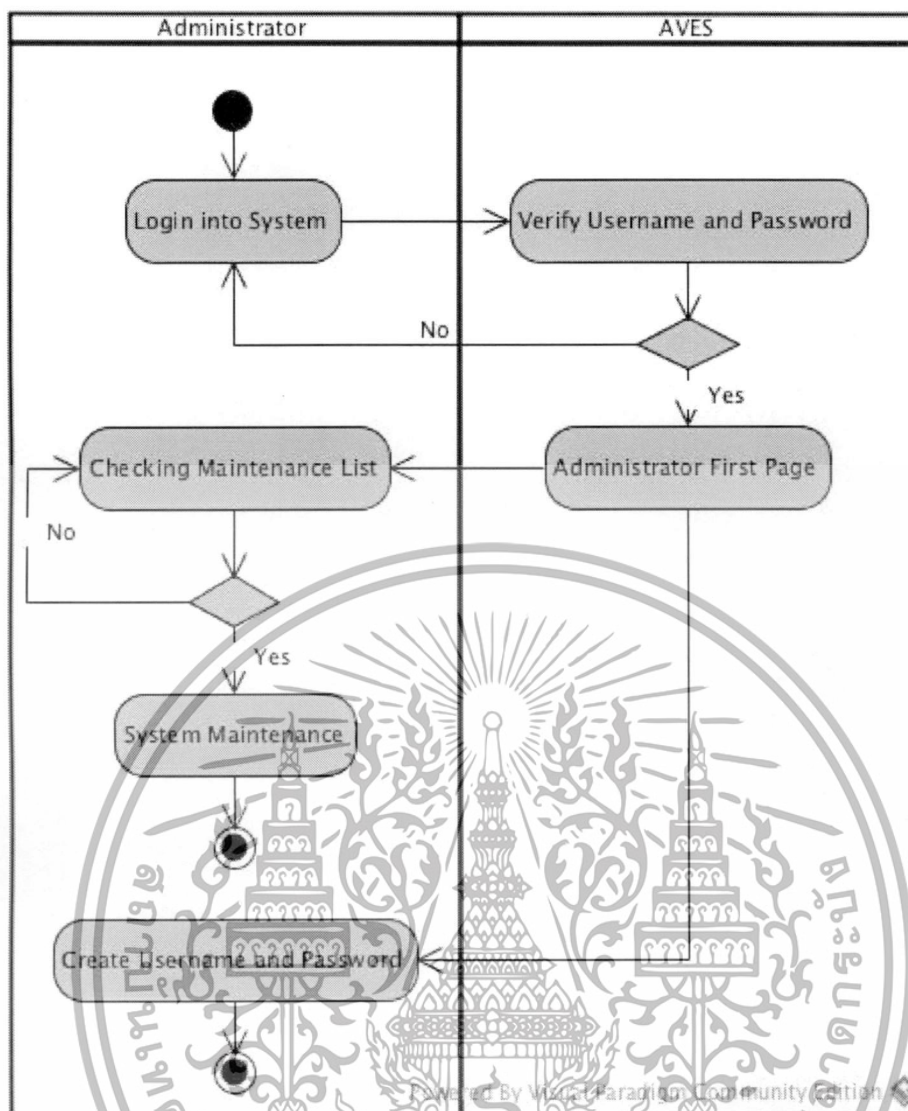 Administrator
AVES
Login into System
Verify Username and Password
No
Yes
Checking Maintenance List
Administrator First Page
No
Yes
System Maintenance
Create Username and Password
Powered By Visual Paradigm Community Edition